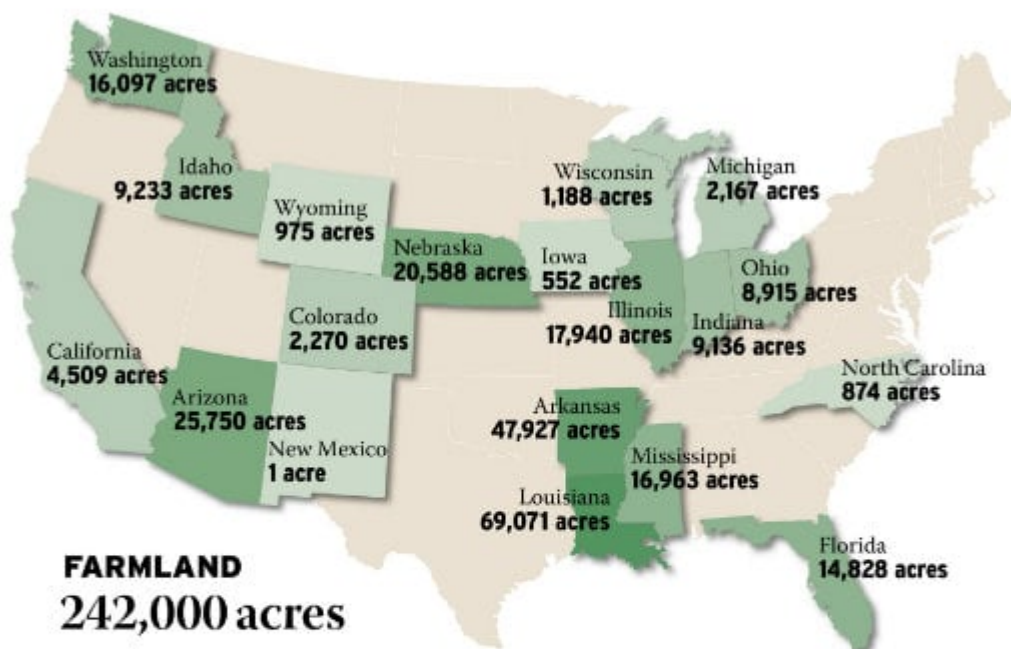 Washington
16,097 acres
Idaho
9,233 acres
Wyoming
975 acres
Nebraska
20,588 acres
Wisconsin
1,188 acres
Michigan
2,167 acres
Iowa
552 acres
Ohio
8,915 acres
Illinois
17,940 acres
Indiana
9,136 acres
Colorado
2,270 acres
California
4,509 acres
Arizona
25,750 acres
New Mexico
1 acre
North Carolina
874 acres
Arkansas
47,927 acres
Mississippi
16,963 acres
Louisiana
69,071 acres
Florida
14,828 acres
FARMLAND
242,000 acres